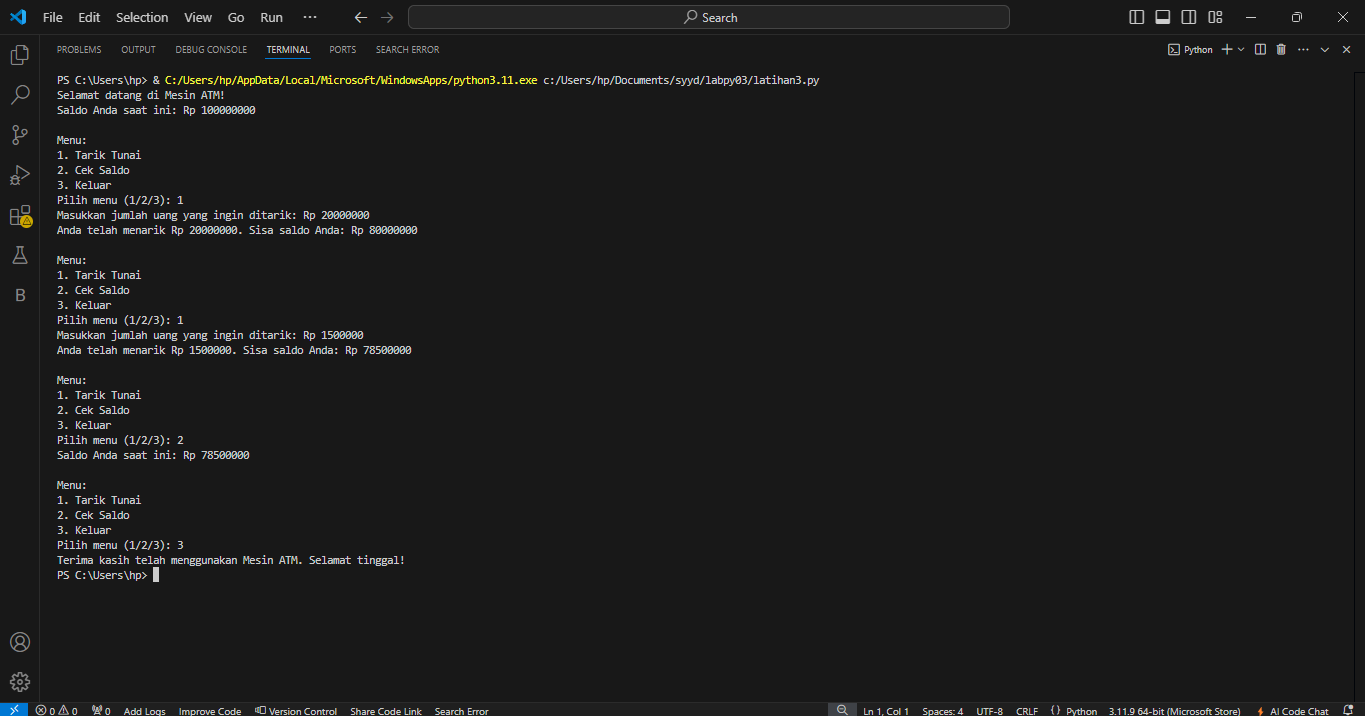 File Edit Selection View Go Run ··· Search
PROBLEMS OUTPUT DEBUG CONSOLE TERMINAL PORTS SEARCH ERROR Python
PS C:\Users\hp> & C:/Users/hp/AppData/Local/Microsoft/WindowsApps/python3.11.exe c:/Users/hp/Documents/syyd/labpy03/latihan3.py
Selamat datang di Mesin ATM!
Saldo Anda saat ini: Rp 100000000
Menu:
1. Tarik Tunai
2. Cek Saldo
3. Keluar
Pilih menu (1/2/3): 1
Masukkan jumlah uang yang ingin ditarik: Rp 20000000
Anda telah menarik Rp 20000000. Sisa saldo Anda: Rp 80000000
Menu:
1. Tarik Tunai
2. Cek Saldo
3. Keluar
Pilih menu (1/2/3): 1
Masukkan jumlah uang yang ingin ditarik: Rp 1500000
Anda telah menarik Rp 1500000. Sisa saldo Anda: Rp 78500000
Menu:
1. Tarik Tunai
2. Cek Saldo
3. Keluar
Pilih menu (1/2/3): 2
Saldo Anda saat ini: Rp 78500000
Menu:
1. Tarik Tunai
2. Cek Saldo
3. Keluar
Pilih menu (1/2/3): 3
Terima kasih telah menggunakan Mesin ATM. Selamat tinggal!
PS C:\Users\hp>
B
0 0 0 Add Logs Improve Code Version Control Share Code Link Search Error Ln 1, Col 1 Spaces: 4 UTF-8 CRLF {} Python 3.11.9 64-bit (Microsoft Store) AI Code Chat